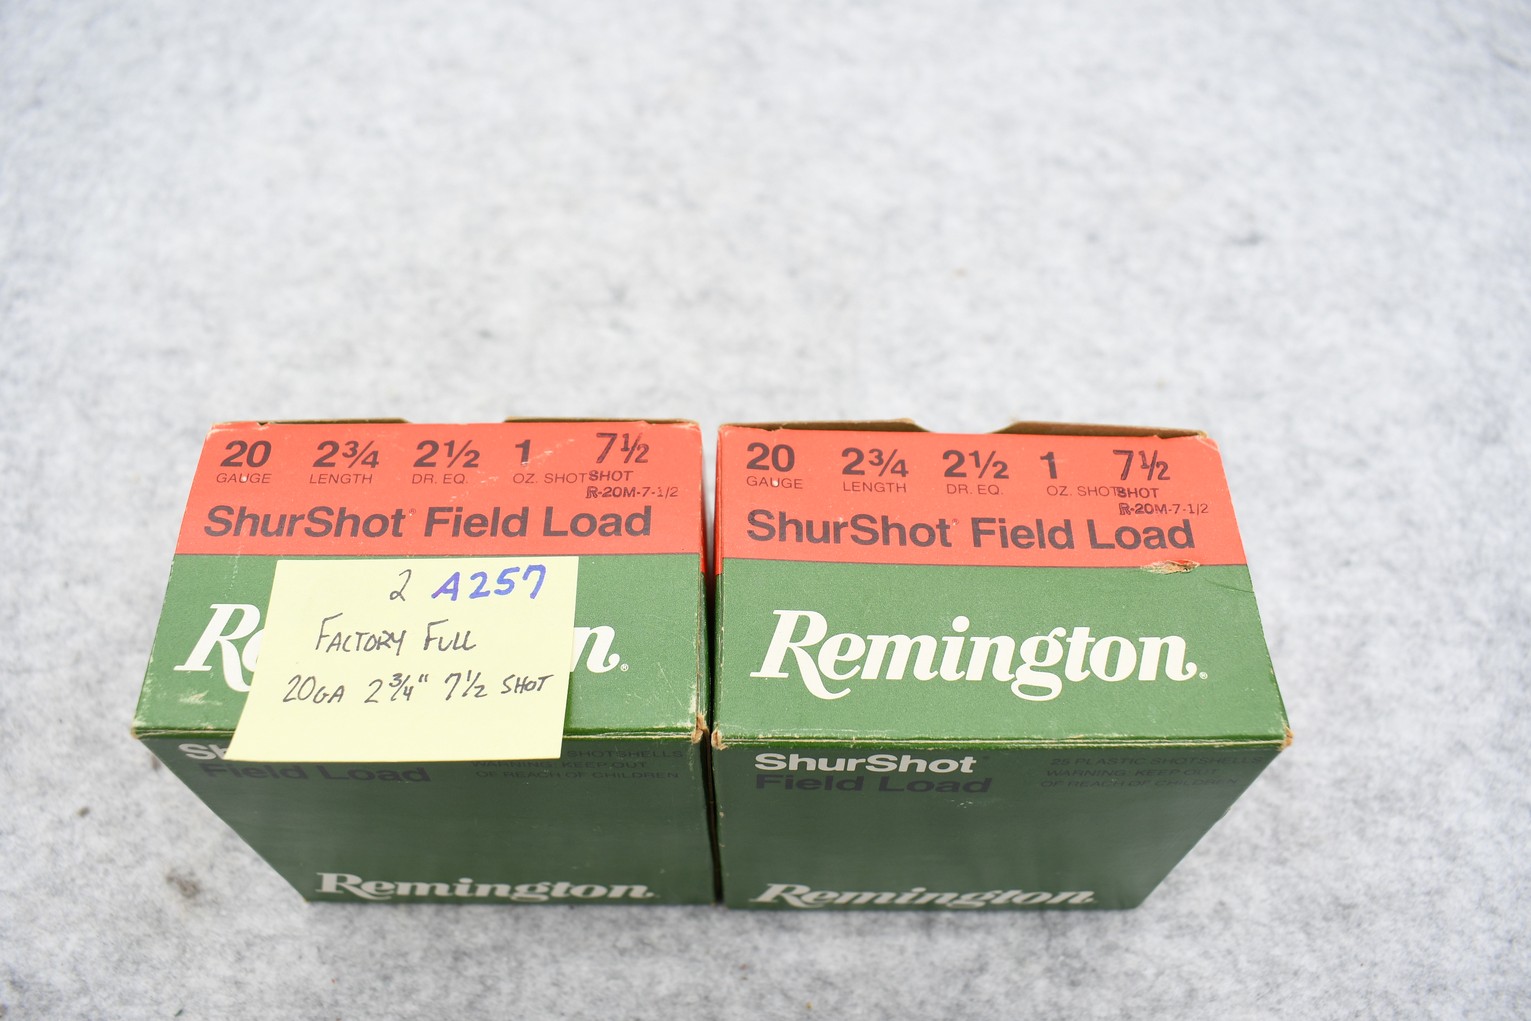 20 2¾ 2½ 1 7½
GAUGE LENGTH DR. EQ. OZ. SHOT SHOT
R-20M-7-1/2
ShurShot® Field Load
2 A257
FACTORY FULL
20GA 2¾" 7½ SHOT
SHOTSHELLS
WARNING: KEEP OUT
Field Load OF REACH OF CHILDREN
Remington
20 2¾ 2½ 1 7½
GAUGE LENGTH DR. EQ. OZ. SHOT SHOT
R-20M-7-1/2
ShurShot® Field Load
Remington®
ShurShot 25 PLASTIC SHOTSHELLS
WARNING: KEEP OUT
Field Load OF REACH OF CHILDREN
Remington